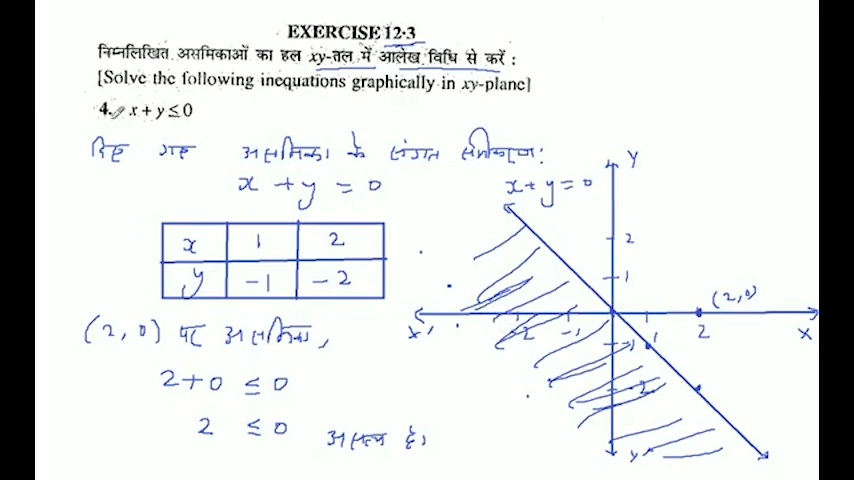 EXERCISE 12·3
निम्नलिखित असमिकाओं का हल xy-तल में आलेख विधि से करें :
[Solve the following inequations graphically in xy-plane]
4. x + y ≤ 0
दिए गए असमिका के संगत समीकरण:
x + y = 0
x 1 2
y -1 -2
(2, 0) पर असमिका,
2+0 ≤ 0
2 ≤ 0 असत्य है।
x + y = 0
Y
2
1
(2,0)
X' -2 -1 1 2 X
-1
-2
Y'